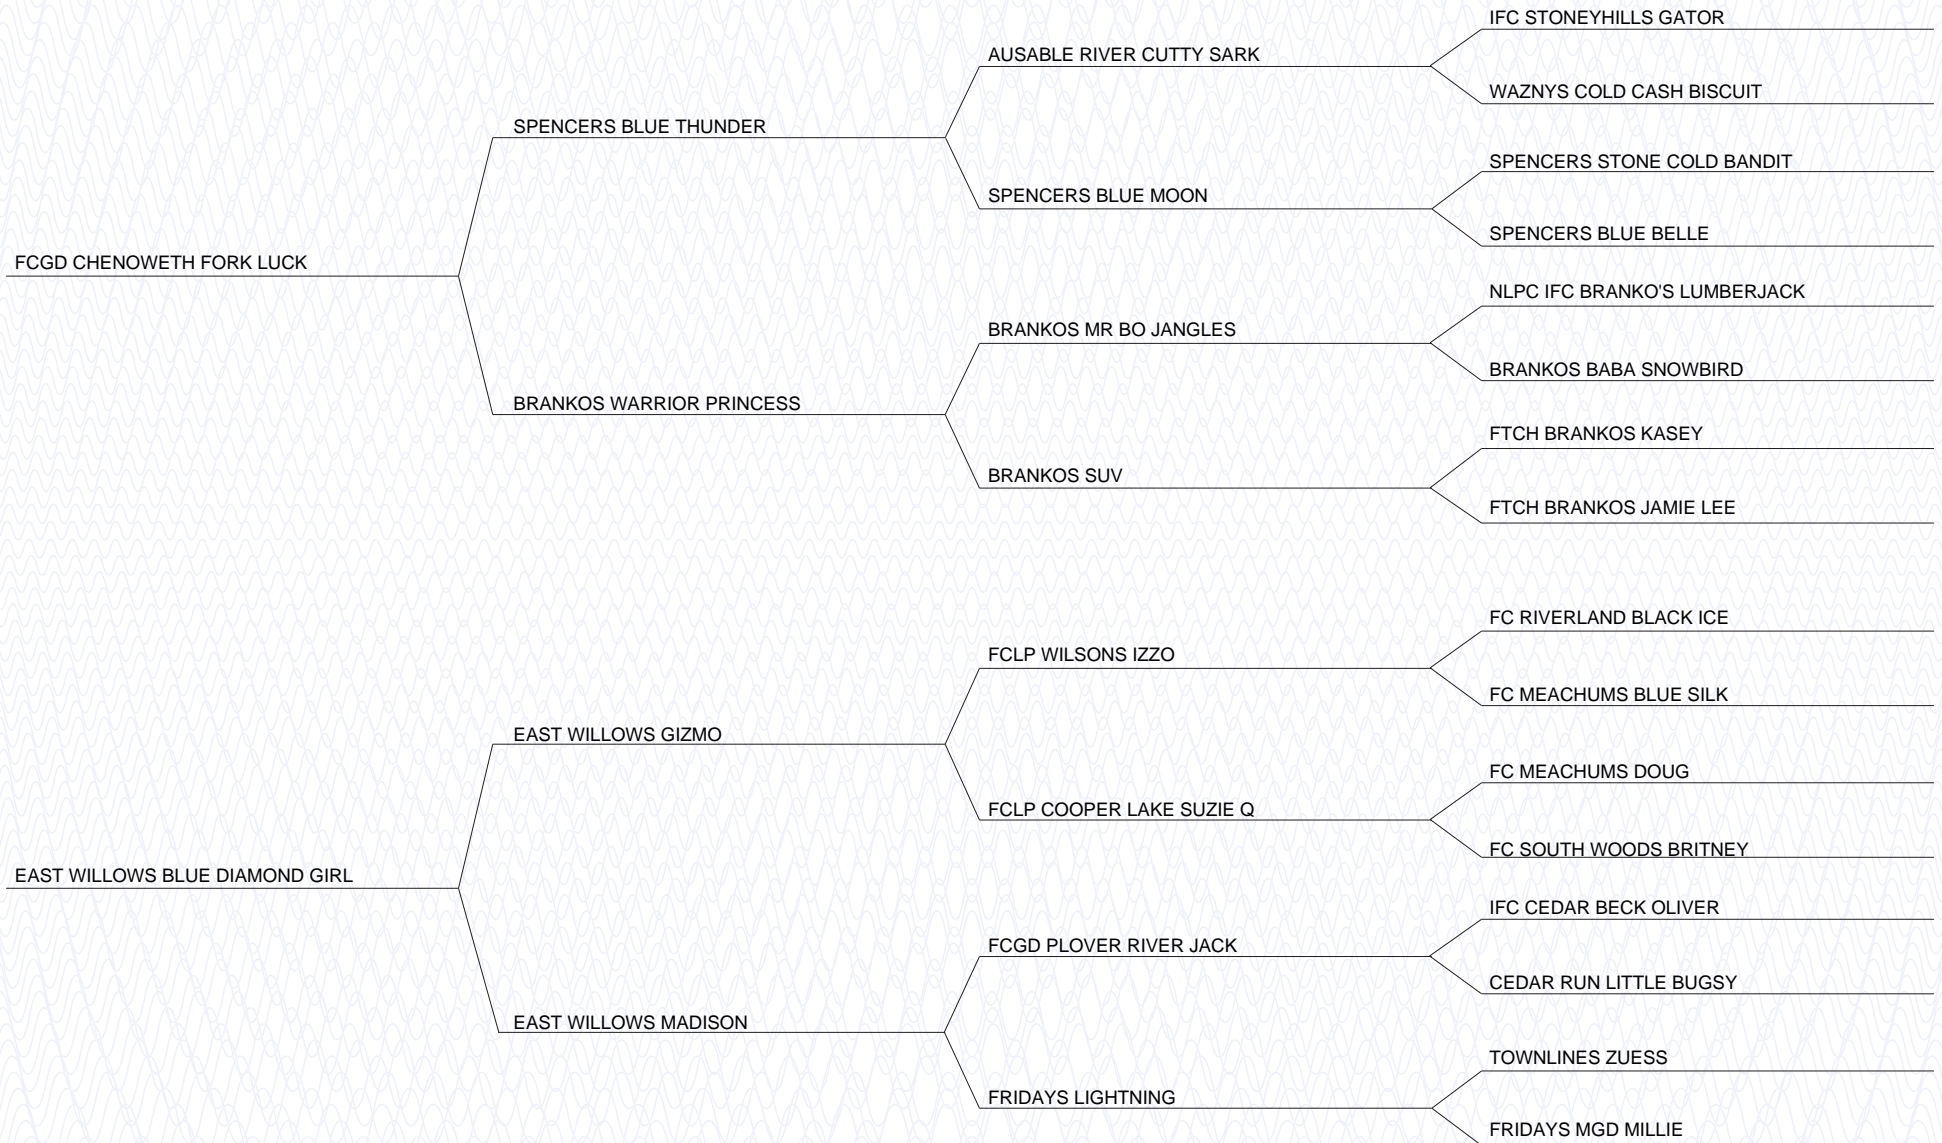 IFC STONEYHILLS GATOR
AUSABLE RIVER CUTTY SARK
WAZNYS COLD CASH BISCUIT
SPENCERS BLUE THUNDER
SPENCERS STONE COLD BANDIT
SPENCERS BLUE MOON
SPENCERS BLUE BELLE
FCGD CHENOWETH FORK LUCK
NLPC IFC BRANKO'S LUMBERJACK
BRANKOS MR BO JANGLES
BRANKOS BABA SNOWBIRD
BRANKOS WARRIOR PRINCESS
FTCH BRANKOS KASEY
BRANKOS SUV
FTCH BRANKOS JAMIE LEE
FC RIVERLAND BLACK ICE
FCLP WILSONS IZZO
FC MEACHUMS BLUE SILK
EAST WILLOWS GIZMO
FC MEACHUMS DOUG
FCLP COOPER LAKE SUZIE Q
FC SOUTH WOODS BRITNEY
EAST WILLOWS BLUE DIAMOND GIRL
IFC CEDAR BECK OLIVER
FCGD PLOVER RIVER JACK
CEDAR RUN LITTLE BUGSY
EAST WILLOWS MADISON
TOWNLINES ZUESS
FRIDAYS LIGHTNING
FRIDAYS MGD MILLIE